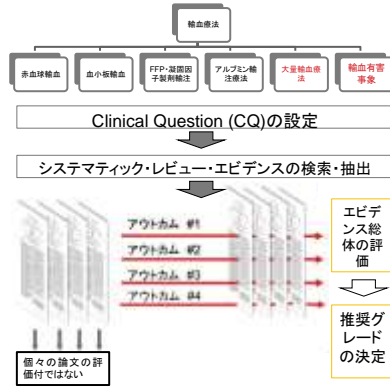 輸血療法
赤血球輸血
血小板輸血
FFP・凝固因
子製剤輸注
アルブミン輸
注療法
大量輸血療
法
輸血有害
事象
Clinical Question (CQ)の設定
システマティック・レビュー・エビデンスの検索・抽出
アウトカム #1
アウトカム #2
アウトカム #3
アウトカム #4
エビデ
ンス総
体の評
価
推奨グ
レード
の決定
個々の論文の評
価付ではない